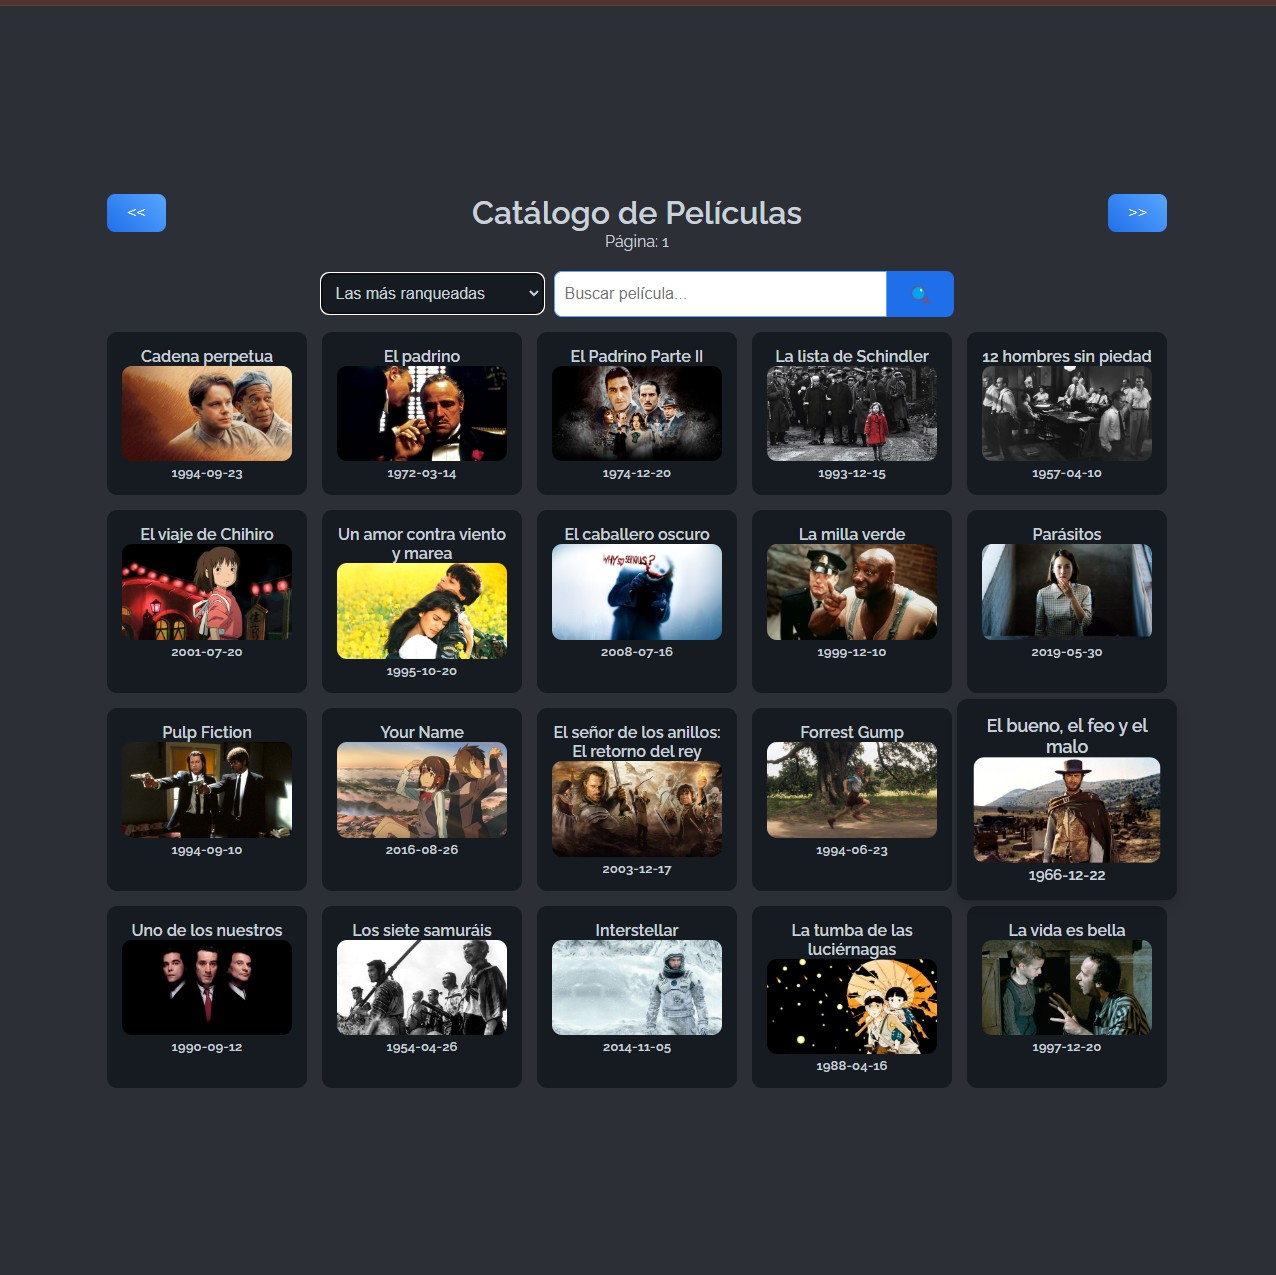 <<
Catálogo de Películas
>>
Página: 1
Las más ranqueadas
Buscar película...
Cadena perpetua
1994-09-23
El padrino
1972-03-14
El Padrino Parte II
1974-12-20
La lista de Schindler
1993-12-15
12 hombres sin piedad
1957-04-10
El viaje de Chihiro
2001-07-20
Un amor contra viento
y marea
1995-10-20
El caballero oscuro
WHY SO SERIOUS?
2008-07-16
La milla verde
1999-12-10
Parásitos
2019-05-30
Pulp Fiction
1994-09-10
Your Name
2016-08-26
El señor de los anillos:
El retorno del rey
2003-12-17
Forrest Gump
1994-06-23
El bueno, el feo y el
malo
1966-12-22
Uno de los nuestros
1990-09-12
Los siete samuráis
1954-04-26
Interstellar
2014-11-05
La tumba de las
luciérnagas
1988-04-16
La vida es bella
1997-12-20